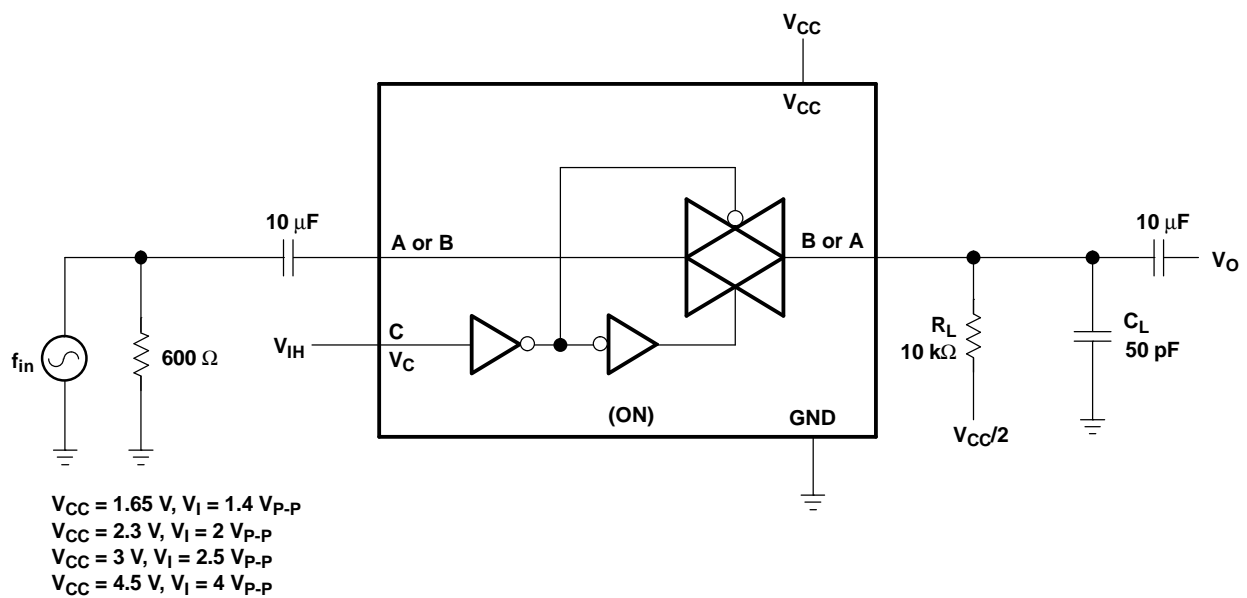 VCC
VCC
10 μF
A or B
B or A
10 μF
VO
fin
600 Ω
VIH
C
VC
RL
10 kΩ
CL
50 pF
(ON)
GND
VCC/2
VCC = 1.65 V, VI = 1.4 VP-P
VCC = 2.3 V, VI = 2 VP-P
VCC = 3 V, VI = 2.5 VP-P
VCC = 4.5 V, VI = 4 VP-P